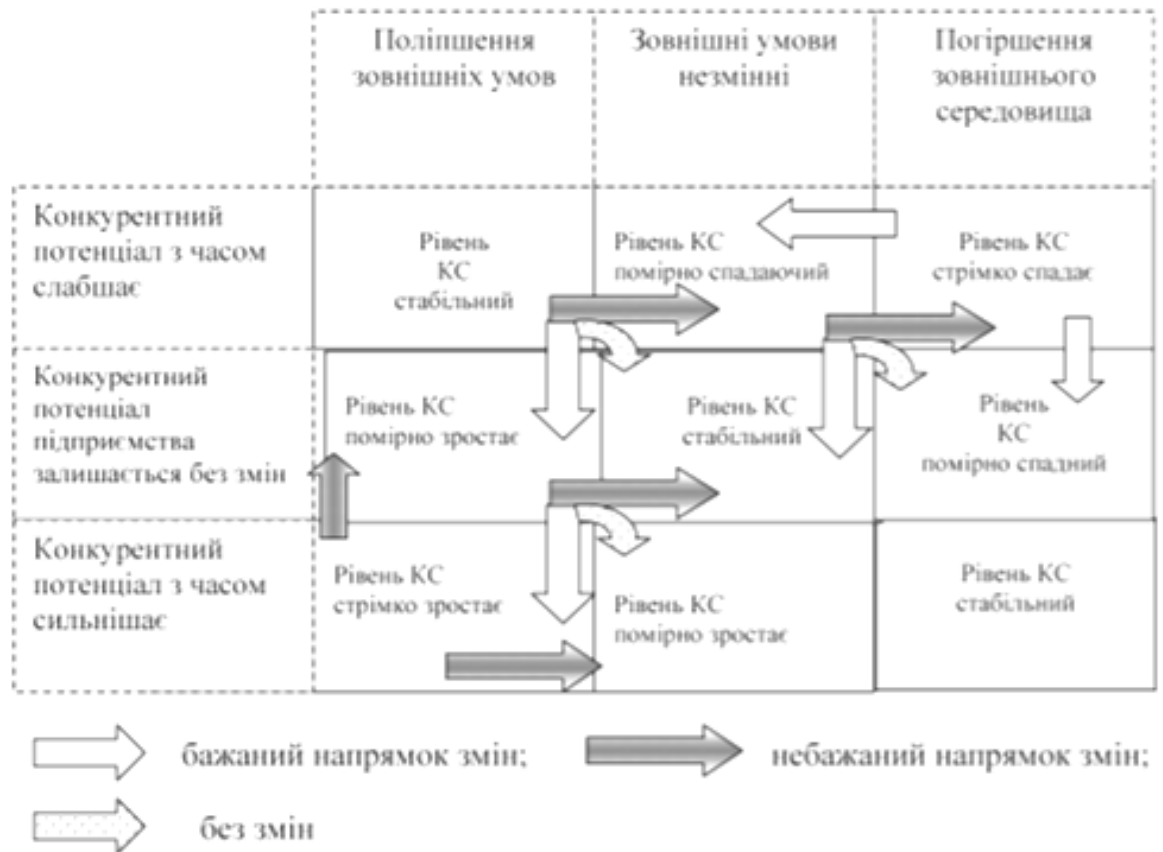 Поліпшення
зовнішніх умов
Зовнішні умови
незмінні
Погіршення
зовнішнього
середовища
Конкурентний
потенціал з часом
слабшає
Рівень
КС
стабільний
Рівень КС
помірно спадаючий
Рівень КС
стрімко спадає
Конкурентний
потенціал
підприємства
залишається без змін
Рівень КС
помірно зростає
Рівень КС
стабільний
Рівень
КС
помірно спадний
Конкурентний
потенціал з часом
сильнішає
Рівень КС
стрімко зростає
Рівень КС
помірно зростає
Рівень КС
стабільний
бажаний напрямок змін;
небажаний напрямок змін;
без змін